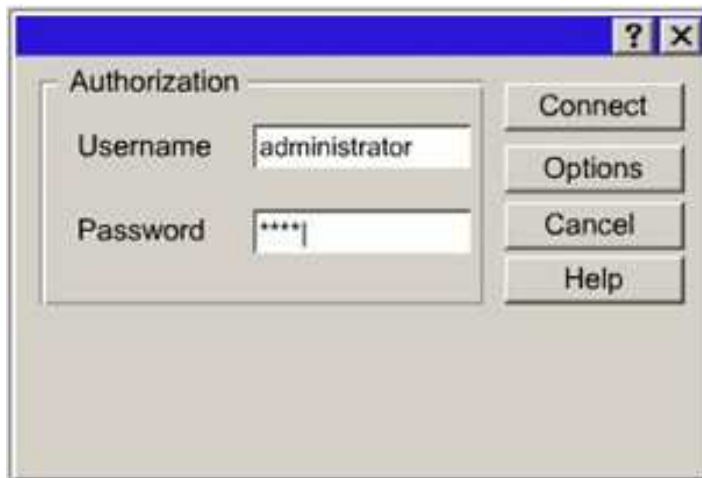 ?
Authorization
Username administrator
Password ****
Connect
Options
Cancel
Help